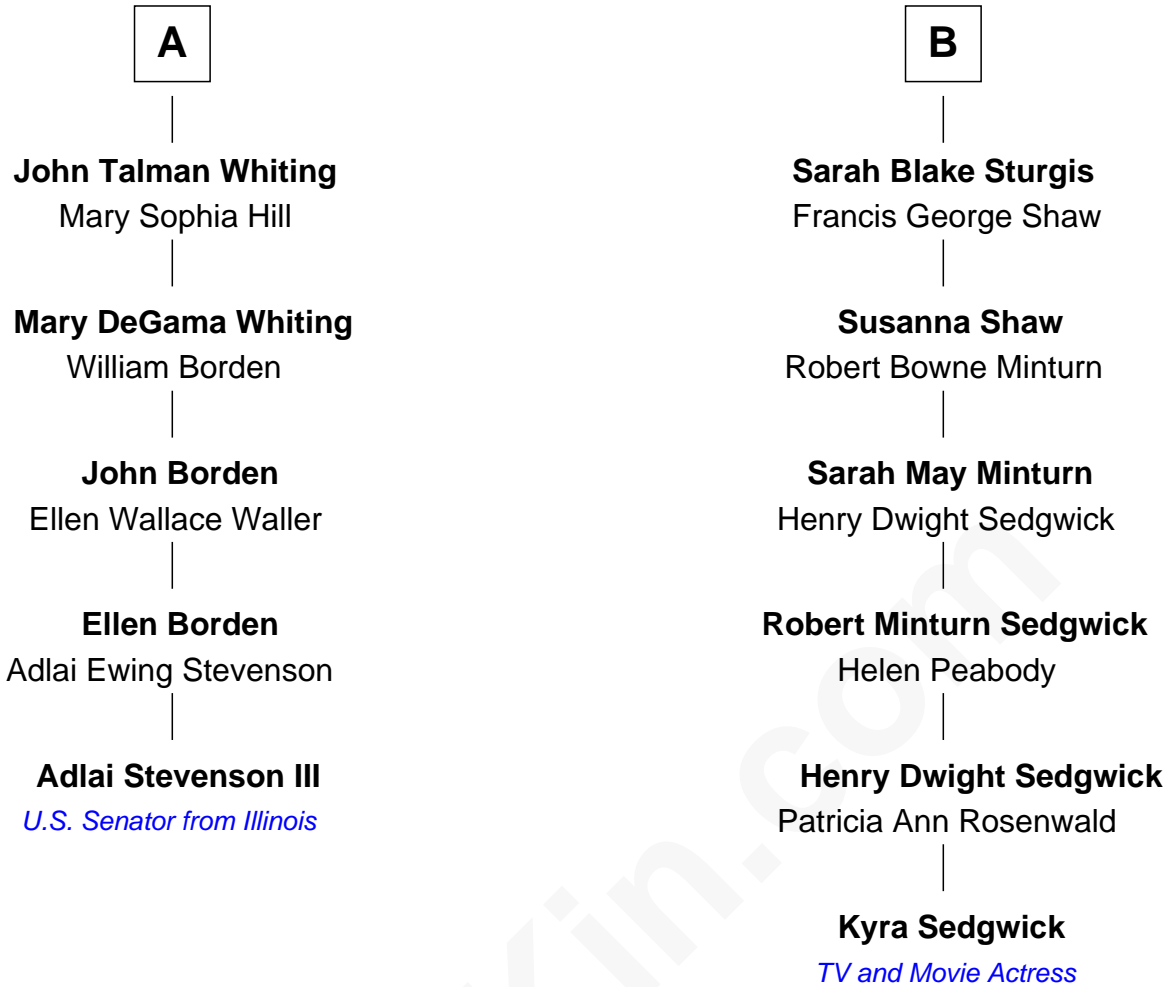 A
John Talman Whiting
Mary Sophia Hill
Mary DeGama Whiting
William Borden
John Borden
Ellen Wallace Waller
Ellen Borden
Adlai Ewing Stevenson
Adlai Stevenson III
U.S. Senator from Illinois
B
Sarah Blake Sturgis
Francis George Shaw
Susanna Shaw
Robert Bowne Minturn
Sarah May Minturn
Henry Dwight Sedgwick
Robert Minturn Sedgwick
Helen Peabody
Henry Dwight Sedgwick
Patricia Ann Rosenwald
Kyra Sedgwick
TV and Movie Actress